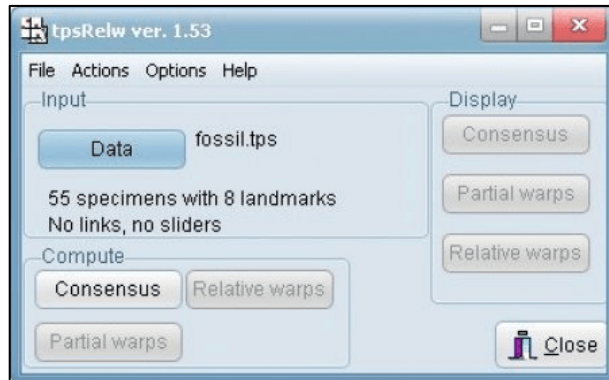 tpsRelw ver. 1.53
File Actions Options Help
Input
Data
fossil.tps
55 specimens with 8 landmarks
No links, no sliders
Compute
Consensus
Relative warps
Partial warps
Display
Consensus
Partial warps
Relative warps
Close